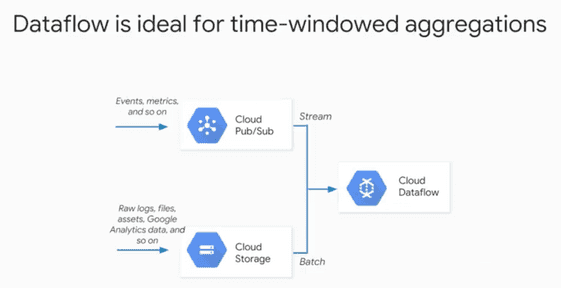 Dataflow is ideal for time-windowed aggregations
Events, metrics,
and so on
Cloud
Pub/Sub
Stream
Cloud
Dataflow
Raw logs, files,
assets, Google
Analytics data, and
so on
Cloud
Storage
Batch